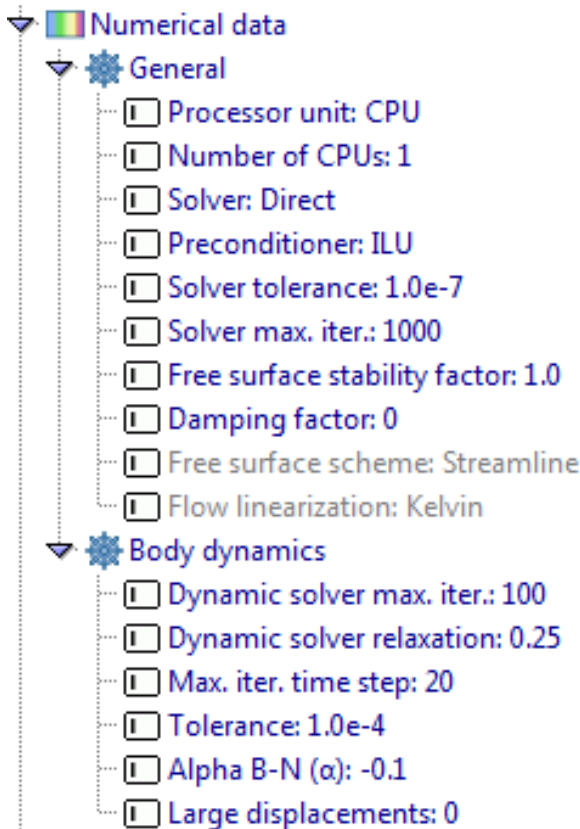 Numerical data
General
Processor unit: CPU
Number of CPUs: 1
Solver: Direct
Preconditioner: ILU
Solver tolerance: 1.0e-7
Solver max. iter.: 1000
Free surface stability factor: 1.0
Damping factor: 0
Free surface scheme: Streamline
Flow linearization: Kelvin
Body dynamics
Dynamic solver max. iter.: 100
Dynamic solver relaxation: 0.25
Max. iter. time step: 20
Tolerance: 1.0e-4
Alpha B-N (α): -0.1
Large displacements: 0